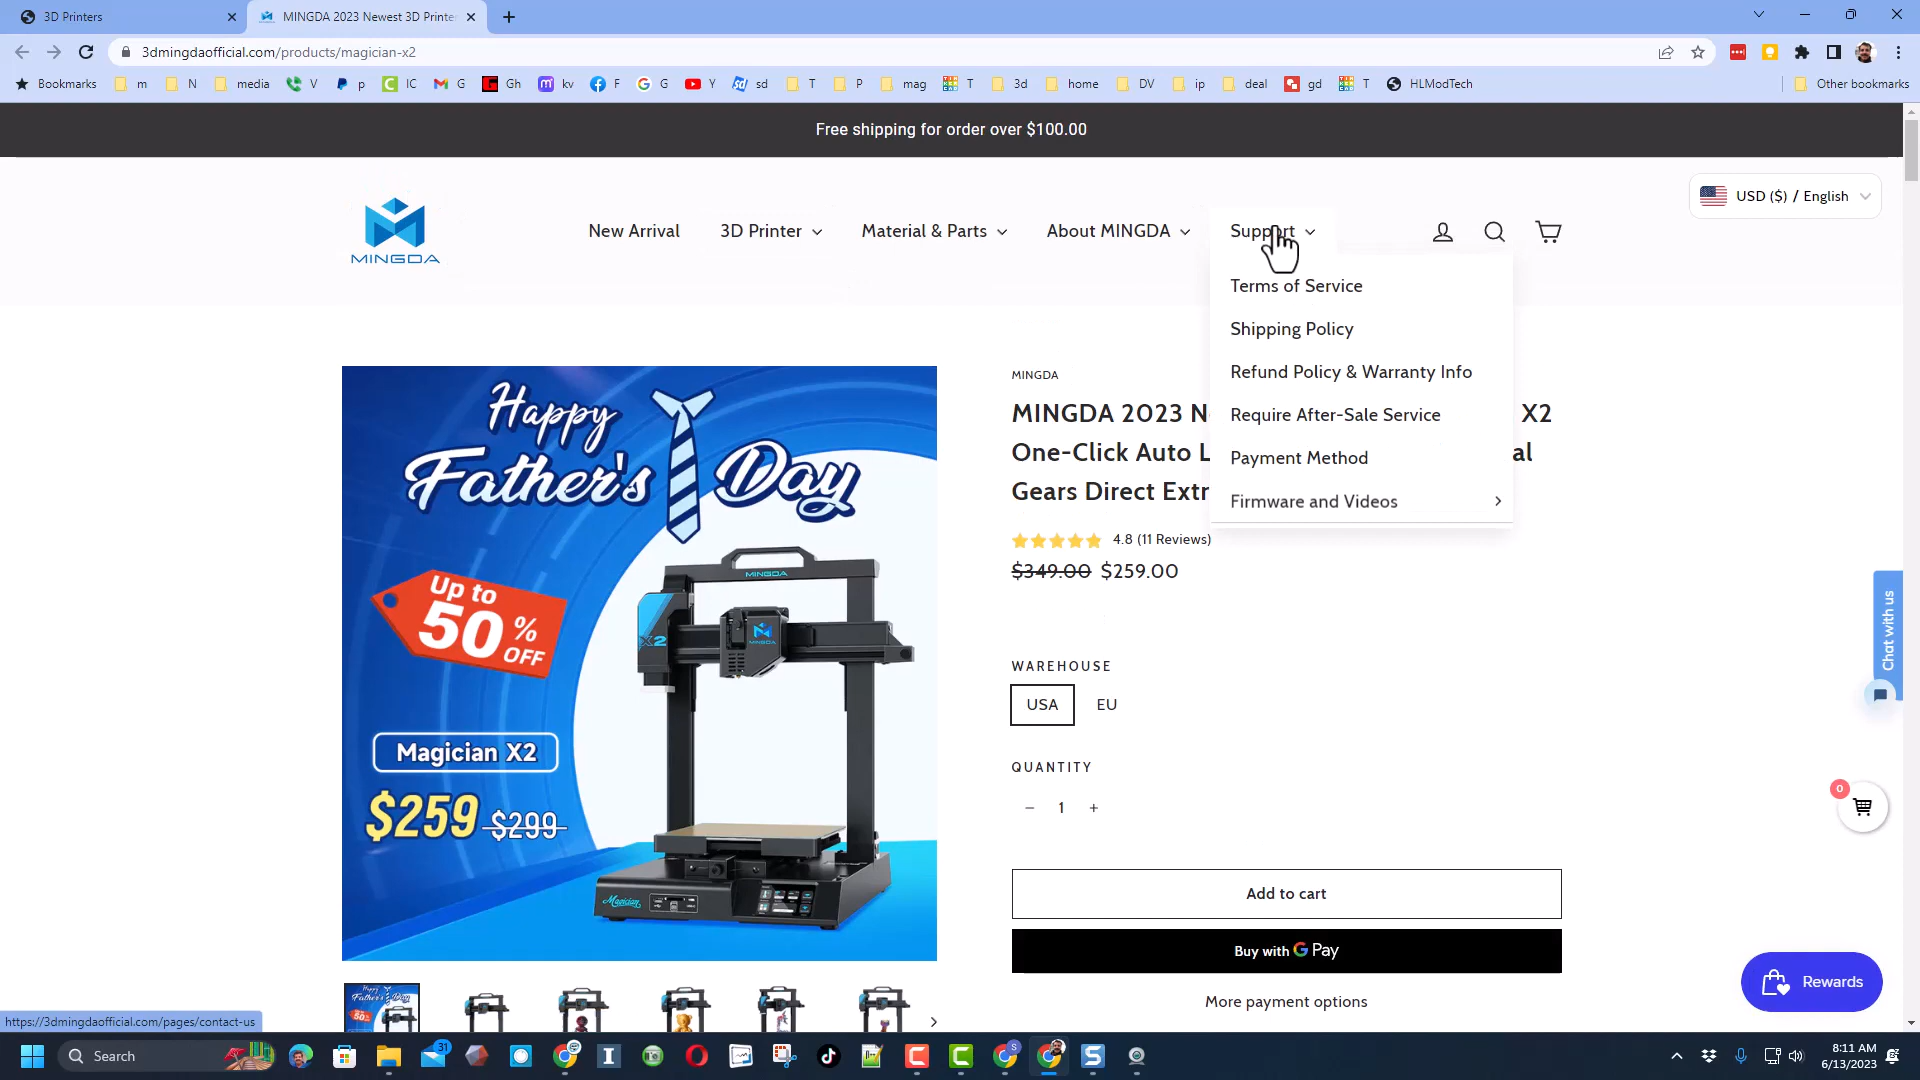 3D Printers
MINGDA 2023 Newest 3D Printe
3dmingdaofficial.com/products/magician-x2
Bookmarks m N media V p IC G Gh kv F G Y sd T P mag T 3d home DV ip deal gd T HLModTech Other bookmarks
Free shipping for order over $100.00
USD ($) / English
MINGDA
New Arrival 3D Printer Material & Parts About MINGDA Support
Terms of Service
Shipping Policy
Refund Policy & Warranty Info
Require After-Sale Service
Payment Method
Firmware and Videos
MINGDA
MINGDA 2023 N X2
One-Click Auto L al
Gears Direct Extr
4.8 (11 Reviews)
$349.00 $259.00
WAREHOUSE
USA EU
QUANTITY
− 1 +
Add to cart
Buy with G Pay
More payment options
Happy
Father's Day
Up to
50%
OFF
MINGDA
X2
MINGDA
Magician X2
$259 $299
Magician
Chat with us
0
Rewards
https://3dmingdaofficial.com/pages/contact-us
Search
31
8:11 AM
6/13/2023